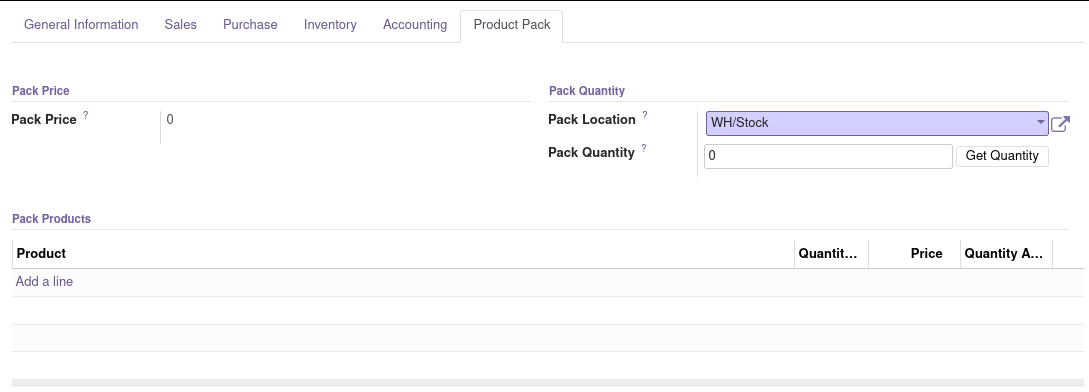 General Information Sales Purchase Inventory Accounting Product Pack
Pack Price Pack Quantity
Pack Price ? 0 Pack Location ? WH/Stock
Pack Quantity ? 0 Get Quantity
Pack Products
Product Quantit... Price Quantity A...
Add a line